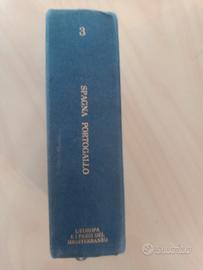 3
SPAGNA PORTOGALLO
L'EUROPA
E I PAESI DEL
MEDITERRANEO